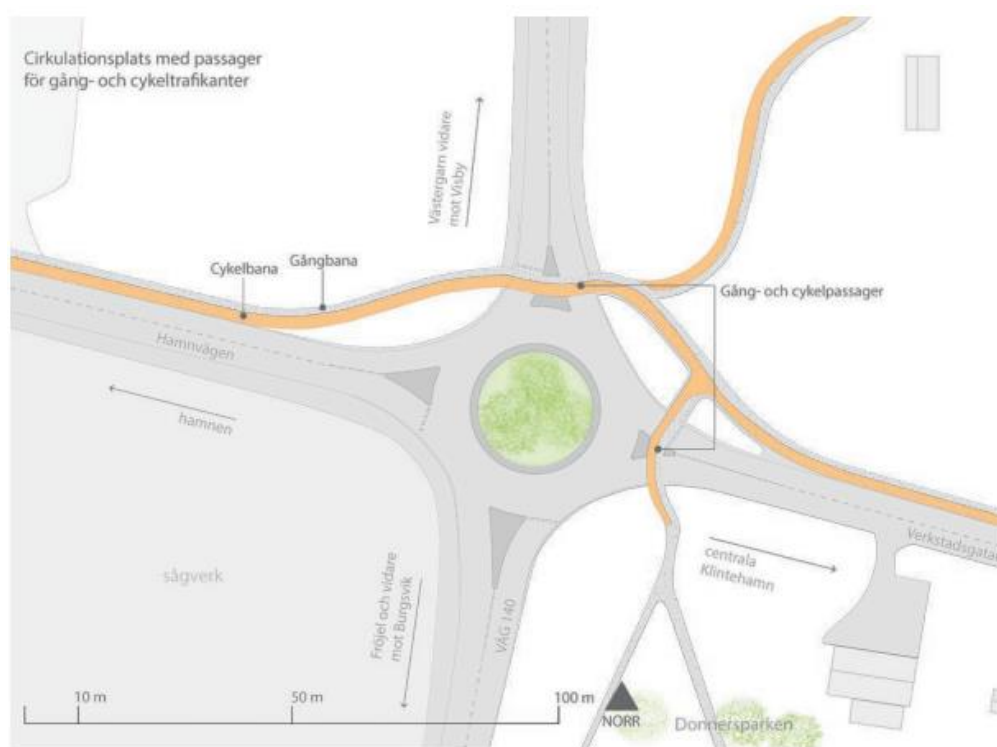 Cirkulationsplats med passager
för gång- och cykeltrafikanter
Västergarn vidare
mot Visby
Cykelbana
Gångbana
Gång- och cykelpassager
Hamnvägen
hamnen
sågverk
Fröjel och vidare
mot Burgsvik
VÄG 140
centrala
Klintehamn
Verkstadsgatan
10 m
50 m
100 m
NORR
Donnersparken